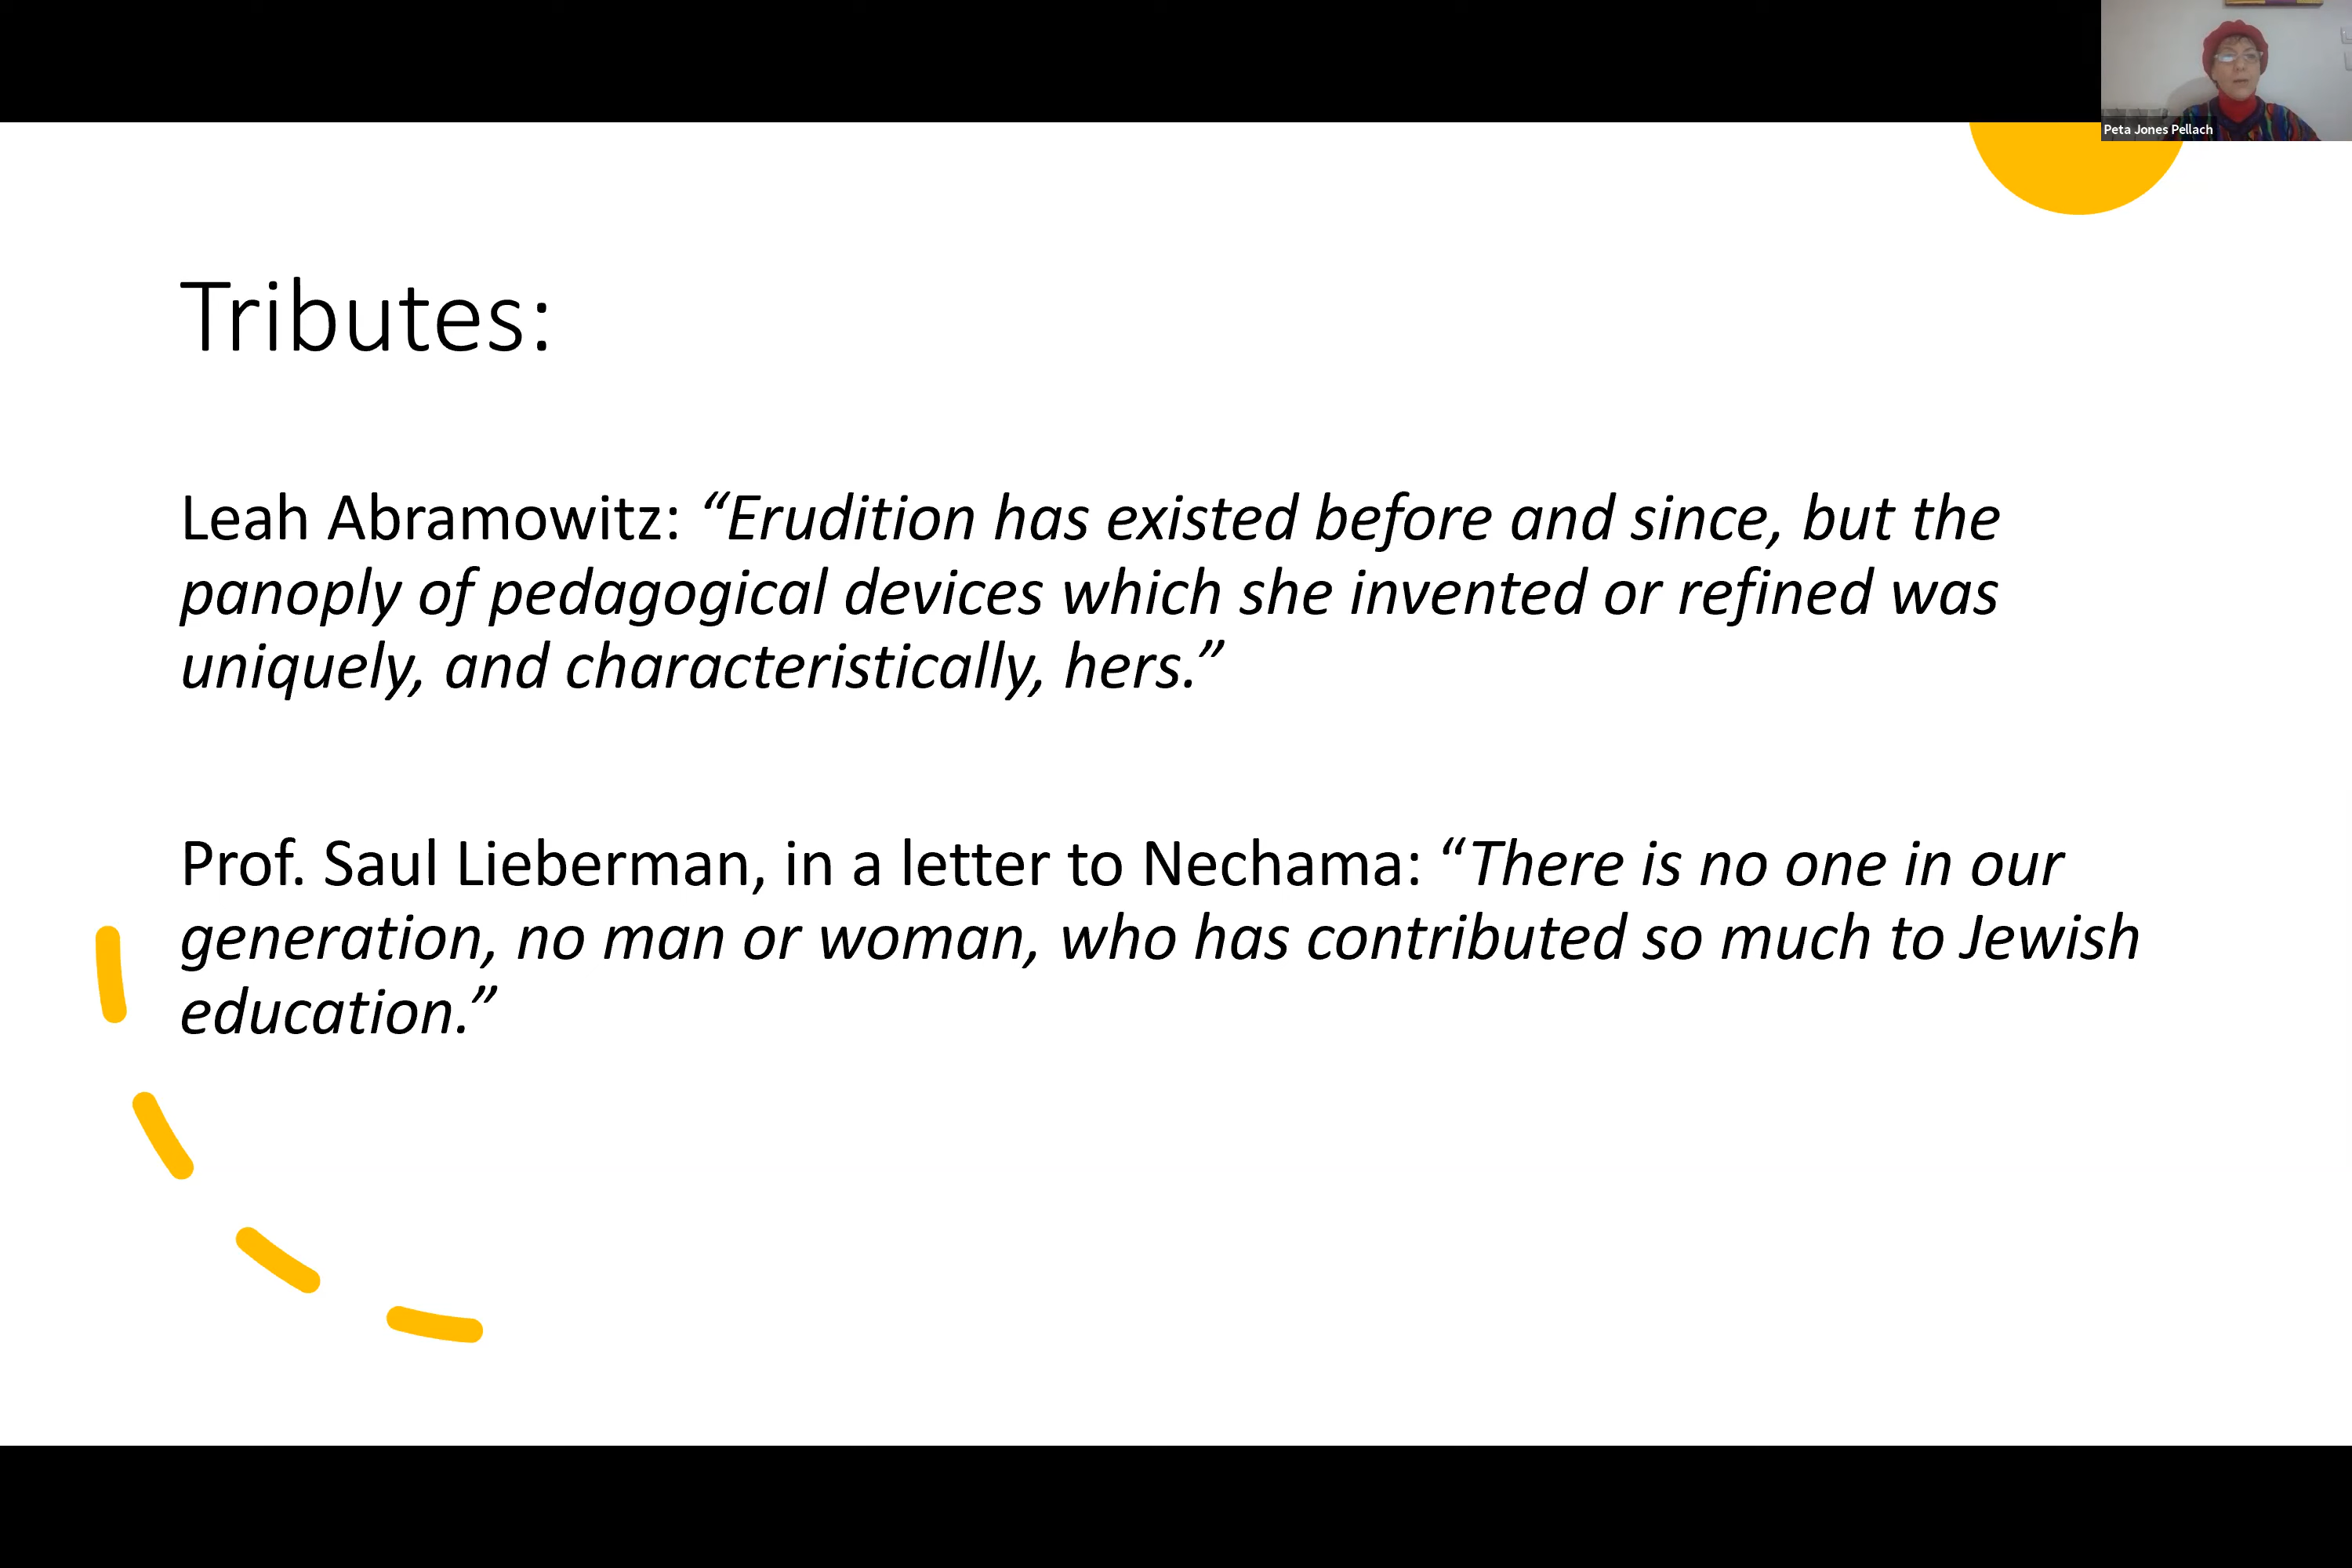 Peta Jones Pellach
Tributes:
Leah Abramowitz: “Erudition has existed before and since, but the
panoply of pedagogical devices which she invented or refined was
uniquely, and characteristically, hers.”
Prof. Saul Lieberman, in a letter to Nechama: “There is no one in our
generation, no man or woman, who has contributed so much to Jewish
education.”